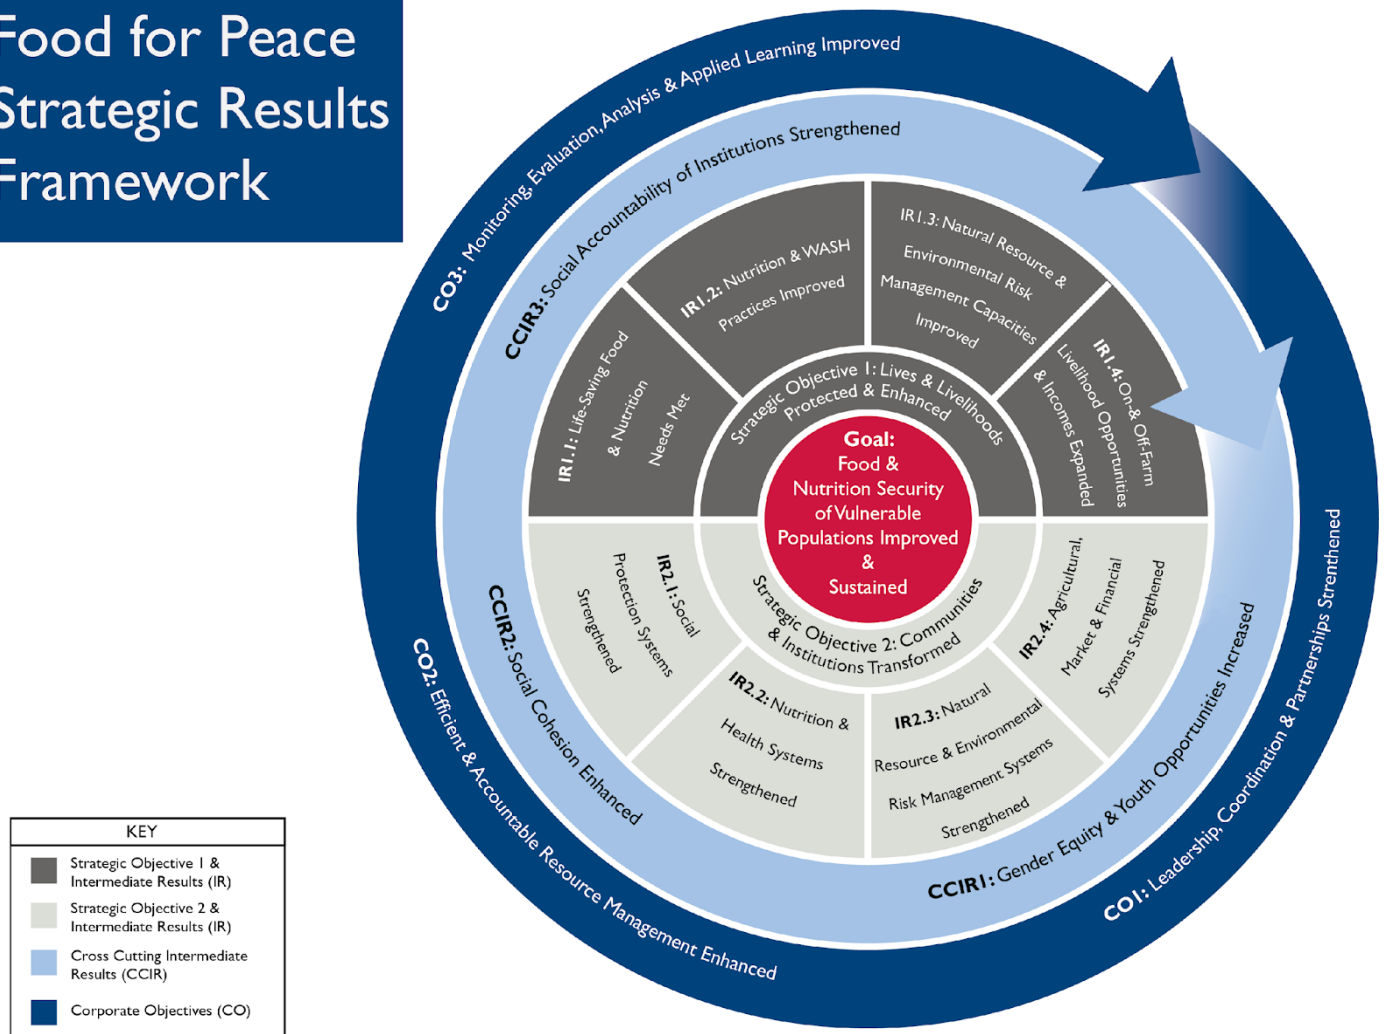 Food for Peace
Strategic Results
Framework
CO3: Monitoring, Evaluation, Analysis & Applied Learning Improved
CCIR3: Social Accountability of Institutions Strengthened
IR1.1: Life-Saving Food
& Nutrition
Needs Met
IR1.2: Nutrition & WASH
Practices Improved
IR1.3: Natural Resource &
Environmental Risk
Management Capacities
Improved
IR1.4: On-& Off-Farm
Livelihood Opportunities
& Incomes Expanded
Strategic Objective 1: Lives & Livelihoods
Protected & Enhanced
Goal:
Food &
Nutrition Security
of Vulnerable
Populations Improved
&
Sustained
Strategic Objective 2: Communities
& Institutions Transformed
IR2.1: Social
Protection Systems
Strengthened
IR2.2: Nutrition &
Health Systems
Strengthened
IR2.3: Natural
Resource & Environmental
Risk Management Systems
Strengthened
IR2.4: Agricultural,
Market & Financial
Systems Strengthened
CCIR2: Social Cohesion Enhanced
CCIR1: Gender Equity & Youth Opportunities Increased
CO2: Efficient & Accountable Resource Management Enhanced
CO1: Leadership, Coordination & Partnerships Strenthened
KEY
Strategic Objective 1 &
Intermediate Results (IR)
Strategic Objective 2 &
Intermediate Results (IR)
Cross Cutting Intermediate
Results (CCIR)
Corporate Objectives (CO)